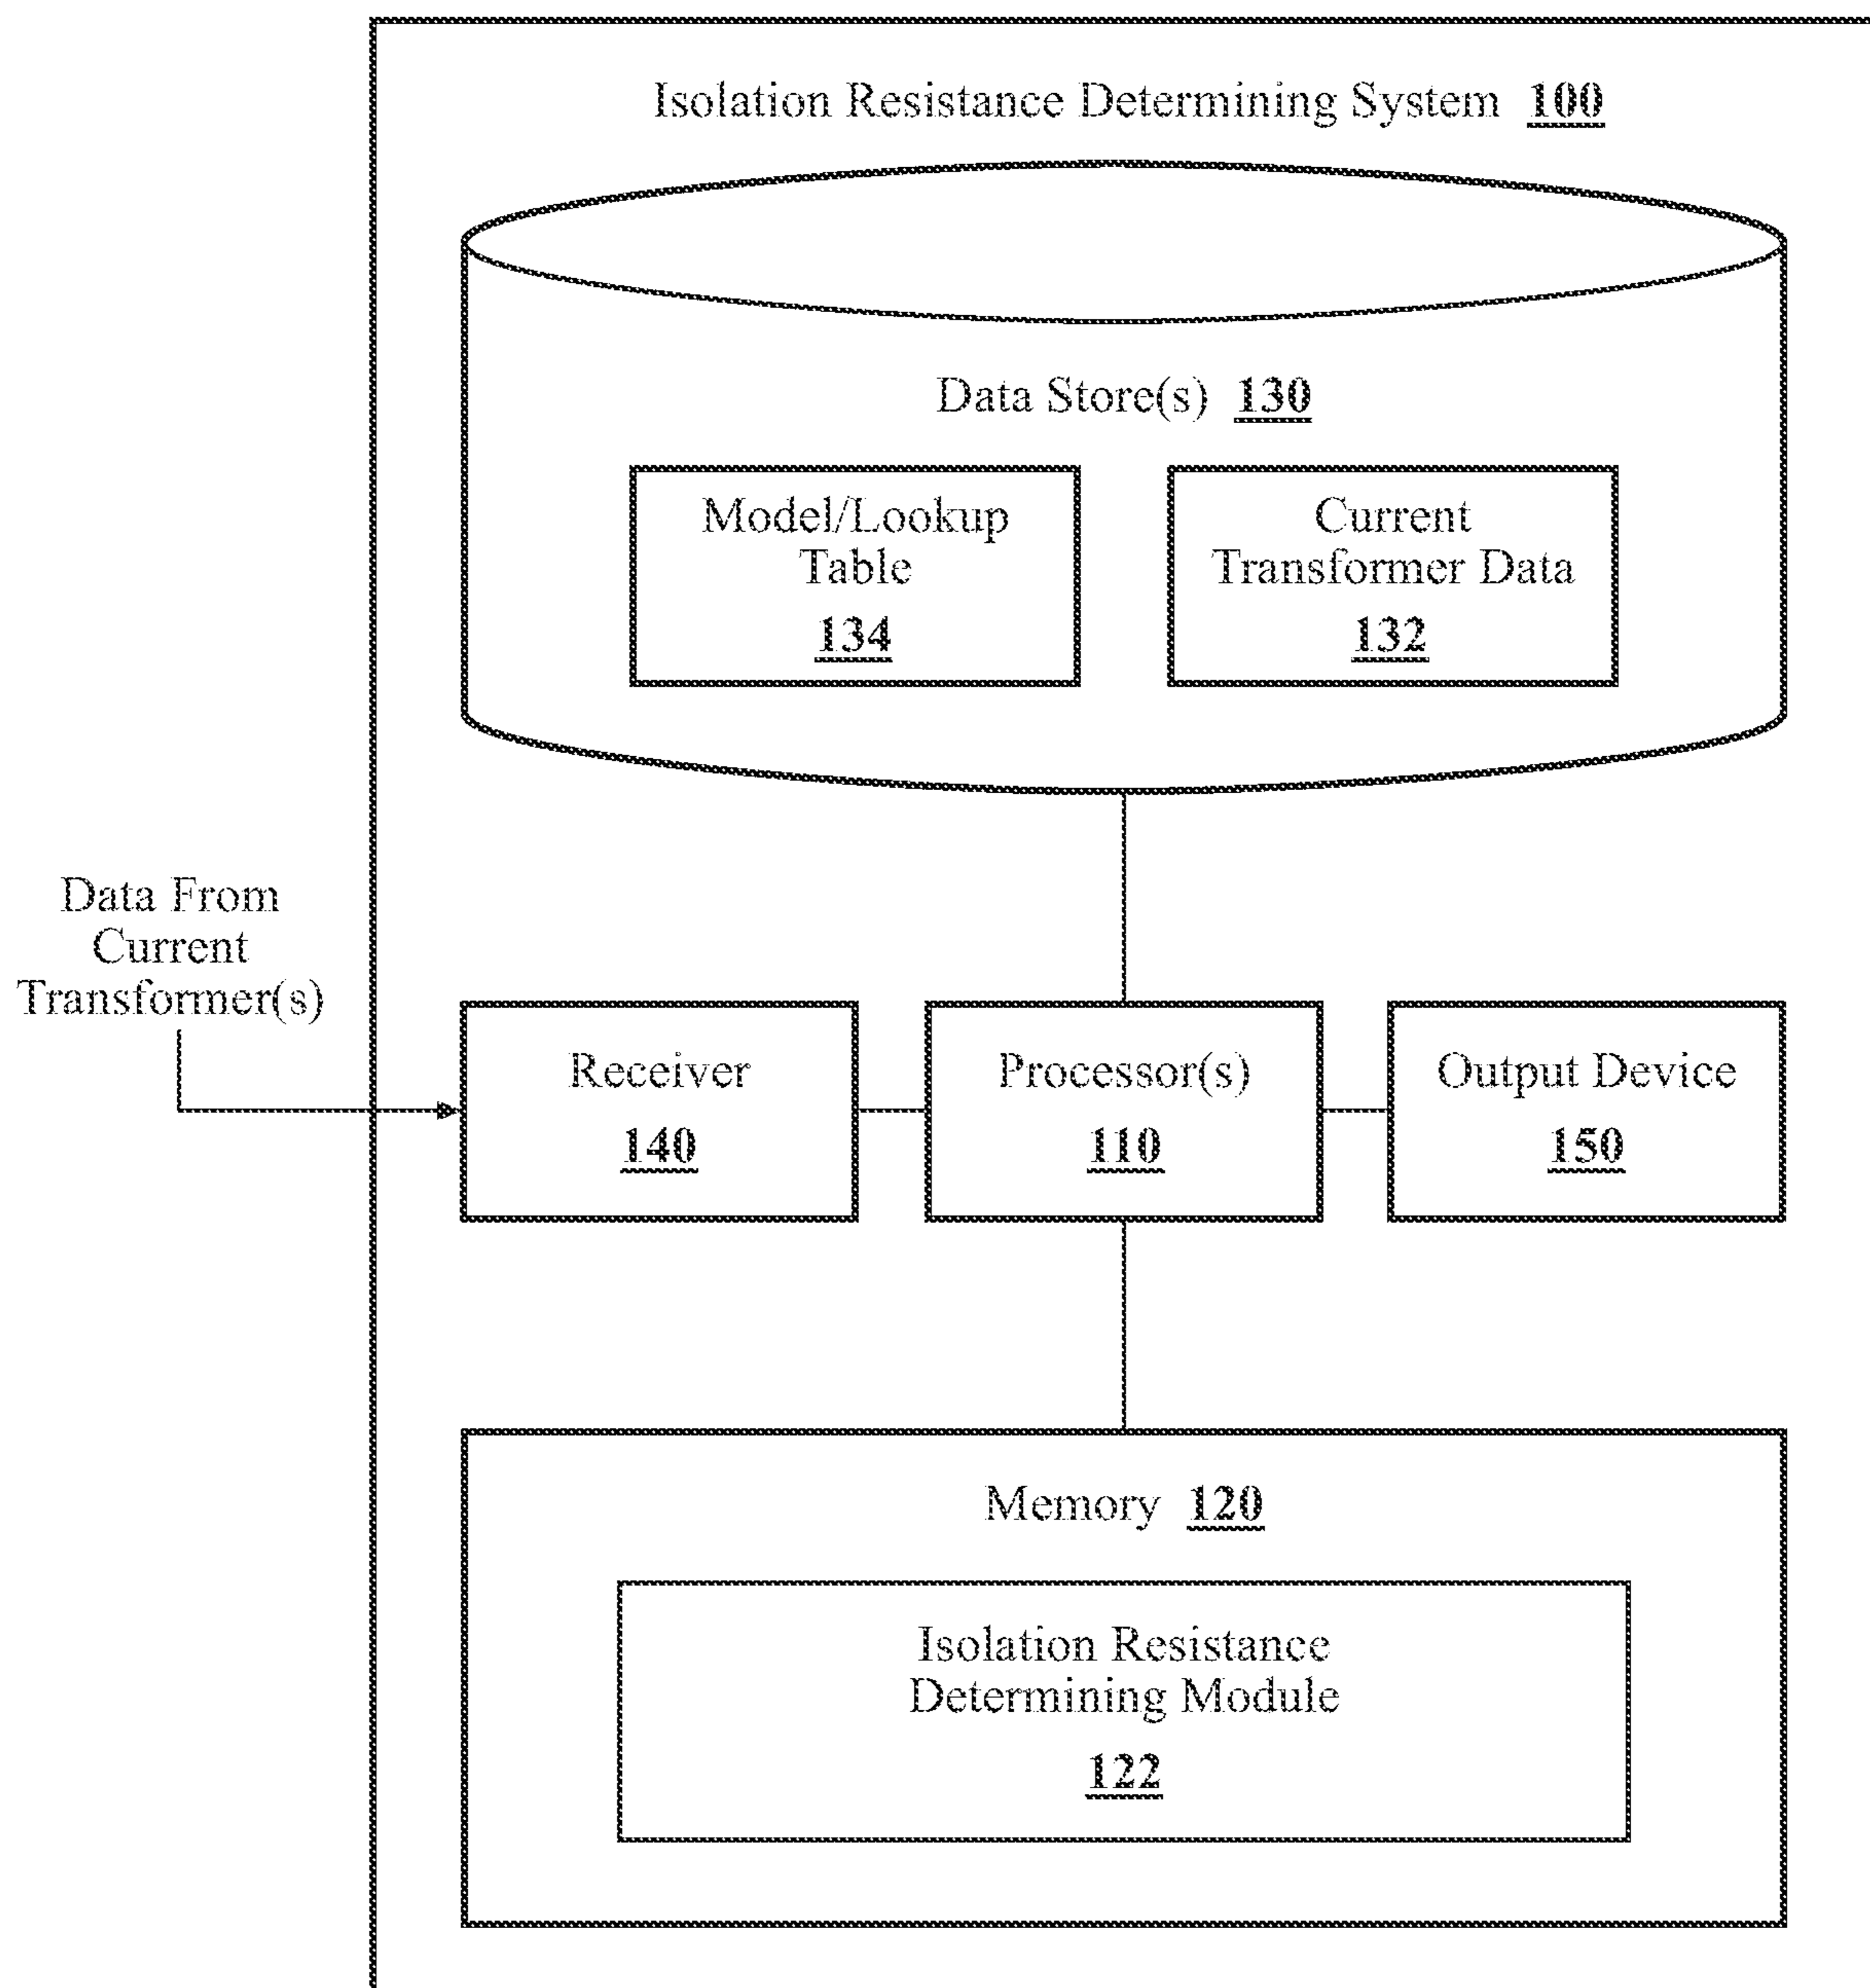 Isolation Resistance Determining System 100
Data Store(s) 130
Model/Lookup
Table
134
Current
Transformer Data
132
Data From
Current
Transformer(s)
Receiver
140
Processor(s)
110
Output Device
150
Memory 120
Isolation Resistance
Determining Module
122